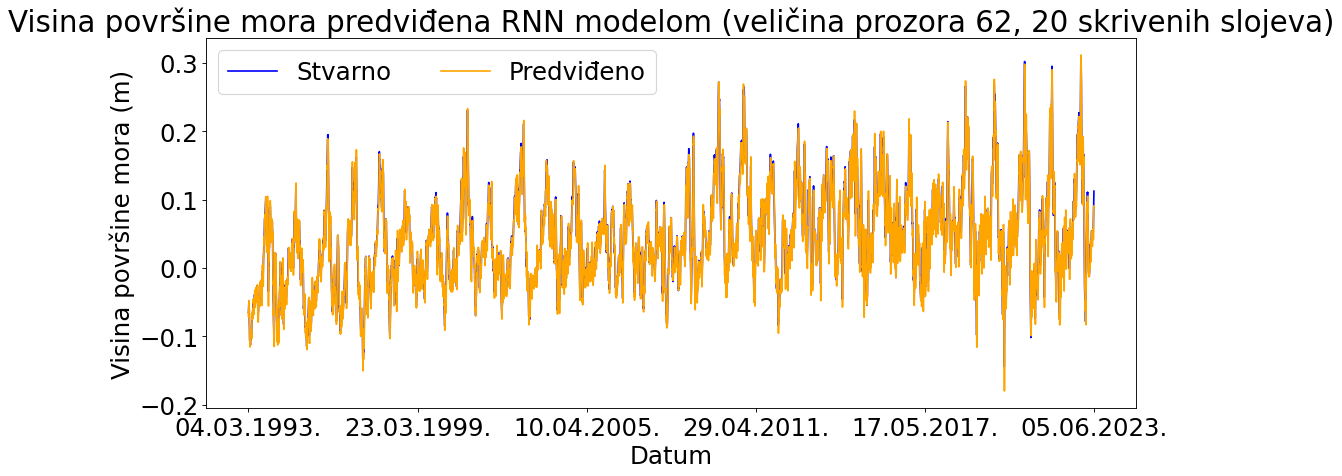 Visina površine mora predviđena RNN modelom (veličina prozora 62, 20 skrivenih slojeva)
Stvarno Predviđeno
Visina površine mora (m)
0.3
0.2
0.1
0.0
−0.1
−0.2
04.03.1993. 23.03.1999. 10.04.2005. 29.04.2011. 17.05.2017. 05.06.2023.
Datum